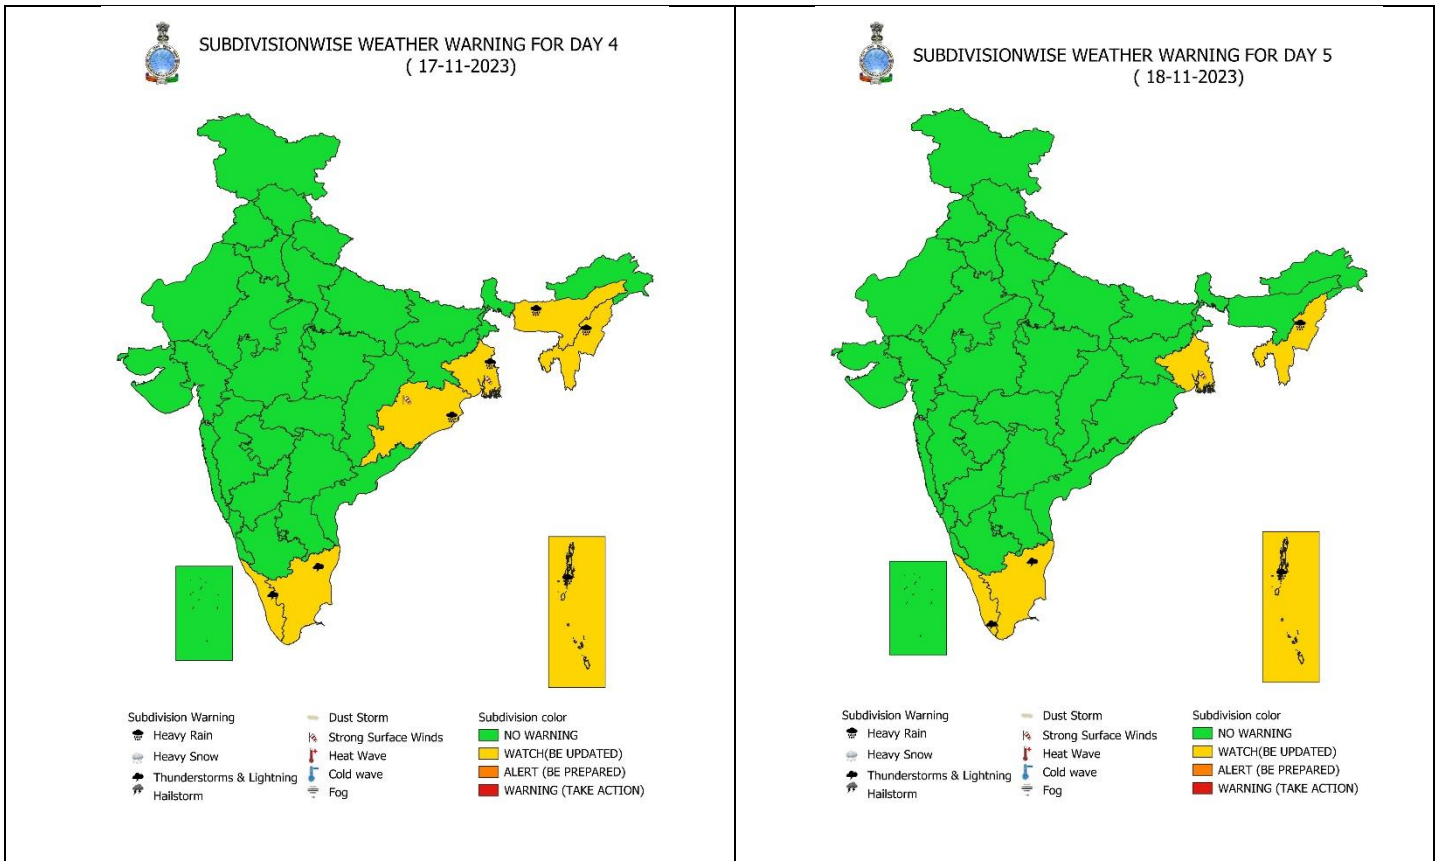 SUBDIVISIONWISE WEATHER WARNING FOR DAY 4
( 17-11-2023)
Subdivision Warning
Heavy Rain
Heavy Snow
Thunderstorms & Lightning
Hailstorm
Dust Storm
Strong Surface Winds
Heat Wave
Cold wave
Fog
Subdivision color
NO WARNING
WATCH(BE UPDATED)
ALERT (BE PREPARED)
WARNING (TAKE ACTION)
SUBDIVISIONWISE WEATHER WARNING FOR DAY 5
( 18-11-2023)
Subdivision Warning
Heavy Rain
Heavy Snow
Thunderstorms & Lightning
Hailstorm
Dust Storm
Strong Surface Winds
Heat Wave
Cold wave
Fog
Subdivision color
NO WARNING
WATCH(BE UPDATED)
ALERT (BE PREPARED)
WARNING (TAKE ACTION)